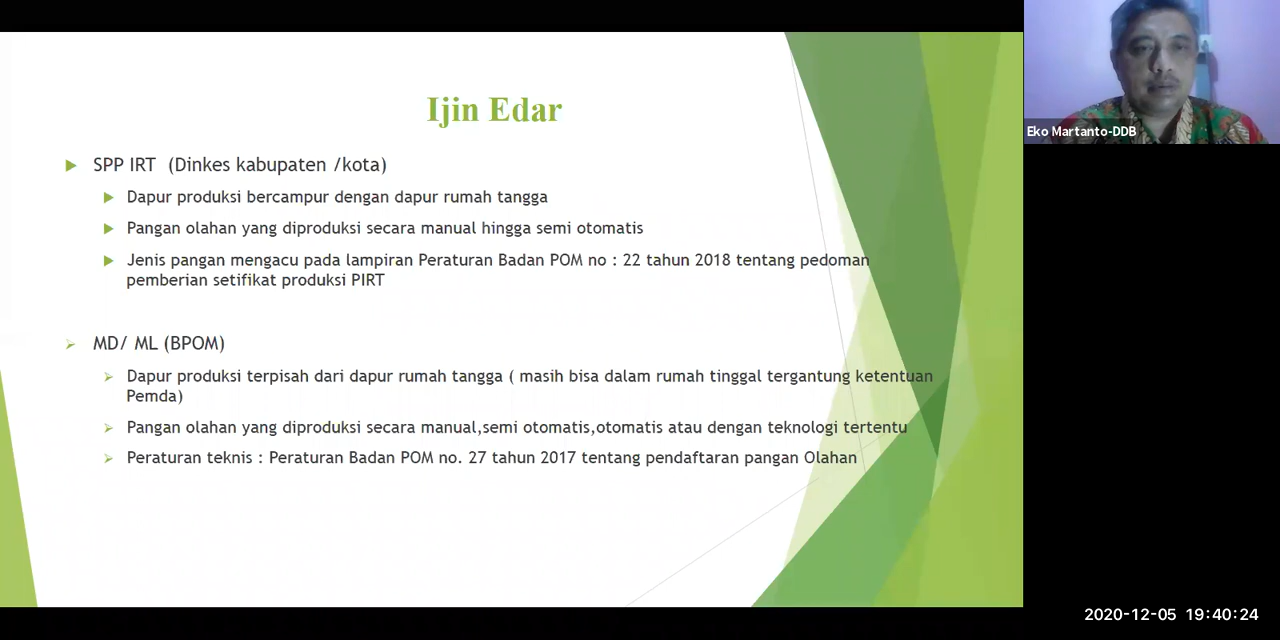 Ijin Edar
SPP IRT (Dinkes kabupaten /kota)
Dapur produksi bercampur dengan dapur rumah tangga
Pangan olahan yang diproduksi secara manual hingga semi otomatis
Jenis pangan mengacu pada lampiran Peraturan Badan POM no : 22 tahun 2018 tentang pedoman
pemberian setifikat produksi PIRT
MD/ ML (BPOM)
Dapur produksi terpisah dari dapur rumah tangga ( masih bisa dalam rumah tinggal tergantung ketentuan
Pemda)
Pangan olahan yang diproduksi secara manual,semi otomatis,otomatis atau dengan teknologi tertentu
Peraturan teknis : Peraturan Badan POM no. 27 tahun 2017 tentang pendaftaran pangan Olahan
Eko Martanto-DDB
2020-12-05 19:40:24